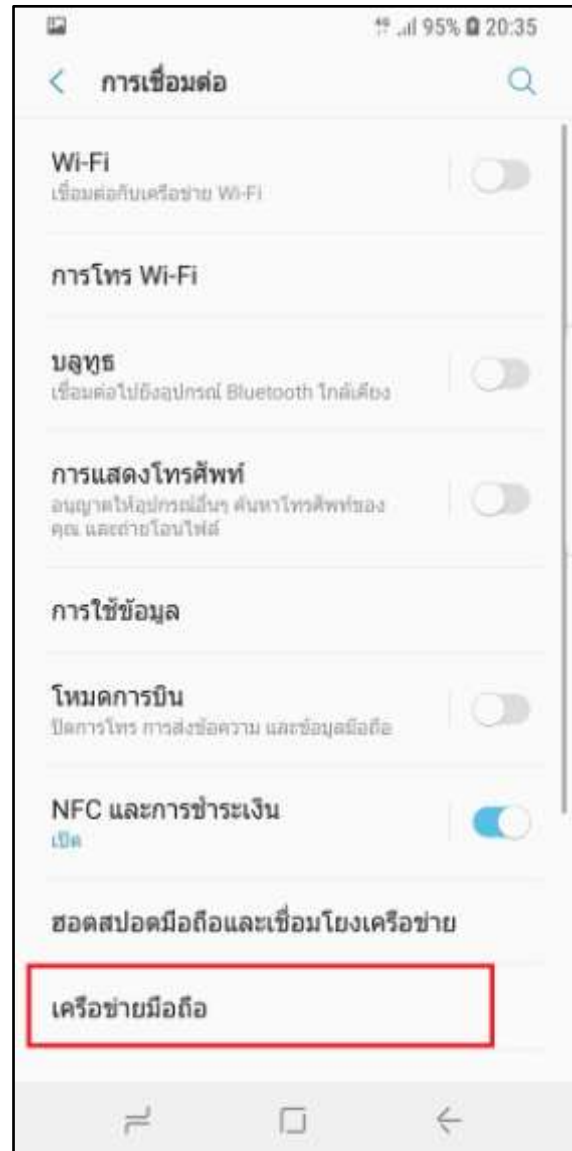 95% 20:35
การเชื่อมต่อ
Wi-Fi
เชื่อมต่อกับเครือข่าย Wi-Fi
การโทร Wi-Fi
บลูทูธ
เชื่อมต่อไปยังอุปกรณ์ Bluetooth ใกล้เคียง
การแสดงโทรศัพท์
อนุญาตให้อุปกรณ์อื่นๆ ค้นหาโทรศัพท์ของ
คุณ และถ่ายโอนไฟล์
การใช้ข้อมูล
โหมดการบิน
ปิดการโทร การส่งข้อความ และข้อมูลมือถือ
NFC และการชำระเงิน
เปิด
ฮอตสปอตมือถือและเชื่อมโยงเครือข่าย
เครือข่ายมือถือ